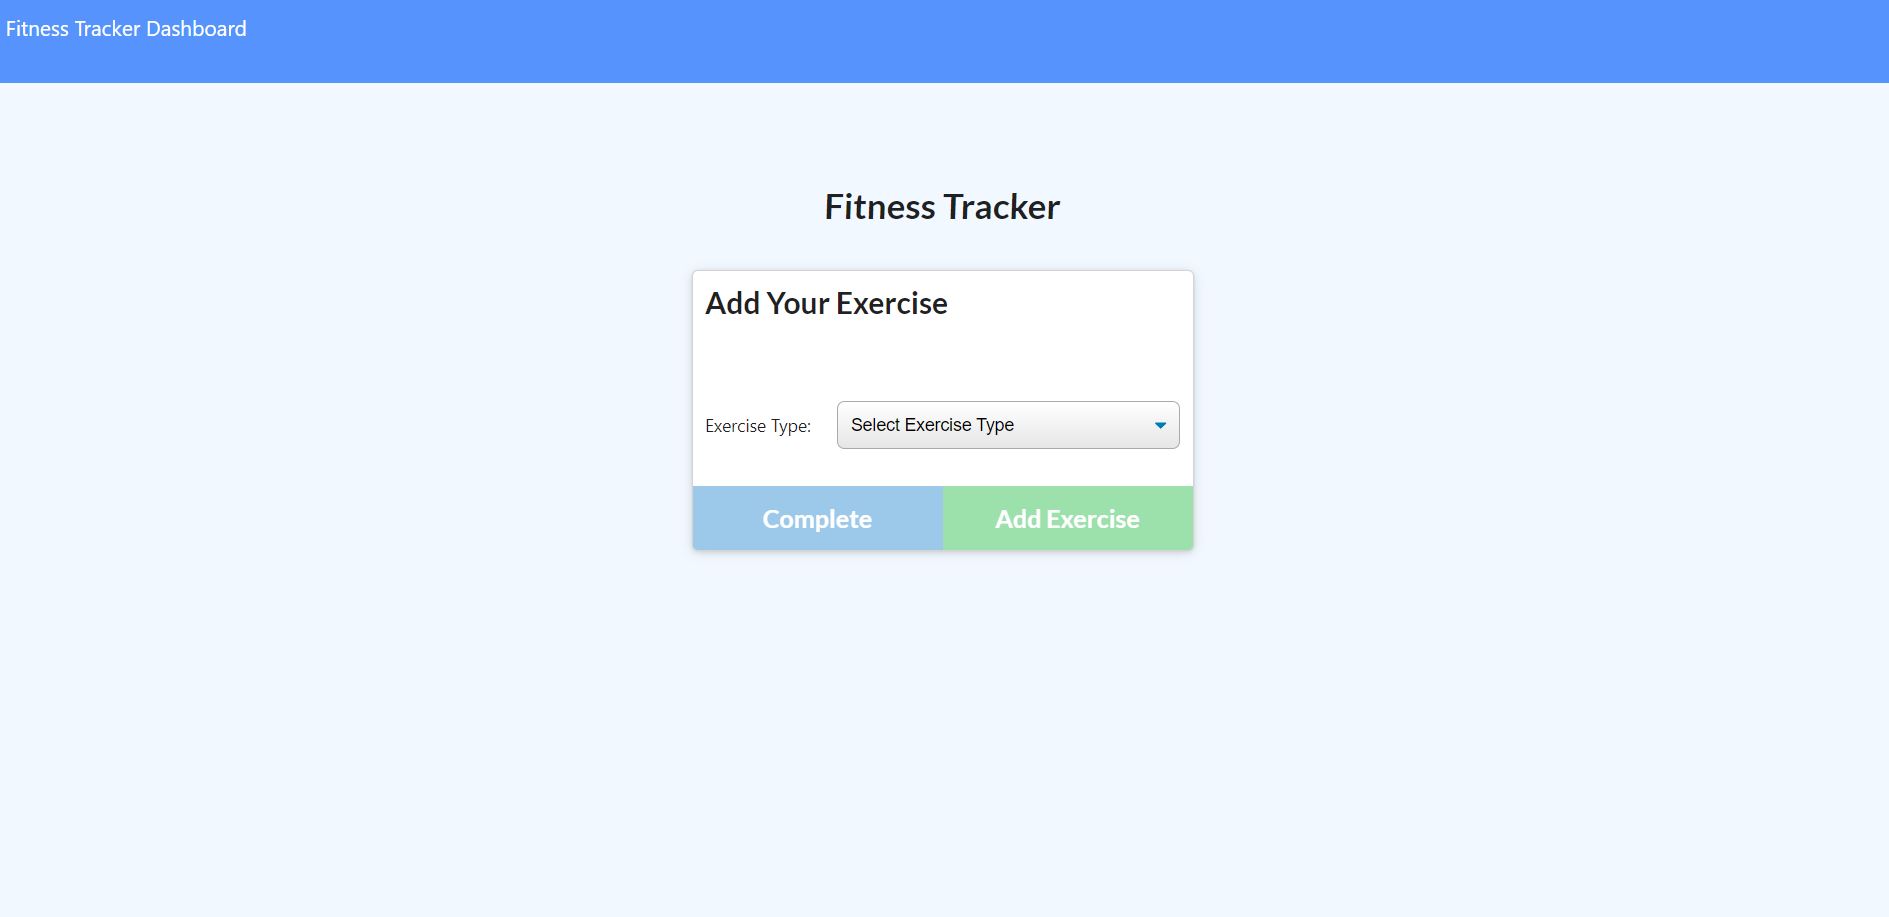 Fitness Tracker Dashboard
Fitness Tracker
Add Your Exercise
Exercise Type: Select Exercise Type
Complete Add Exercise